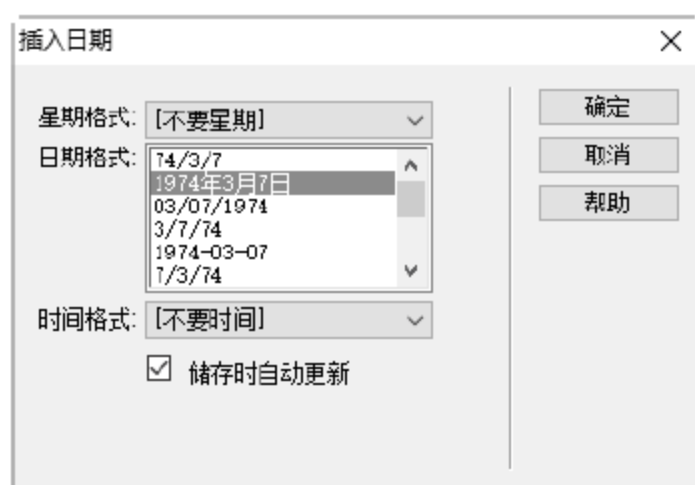 插入日期
星期格式: [不要星期]
日期格式: 74/3/7
1974年3月7日
03/07/1974
3/7/74
1974-03-07
7/3/74
时间格式: [不要时间]
储存时自动更新
确定
取消
帮助